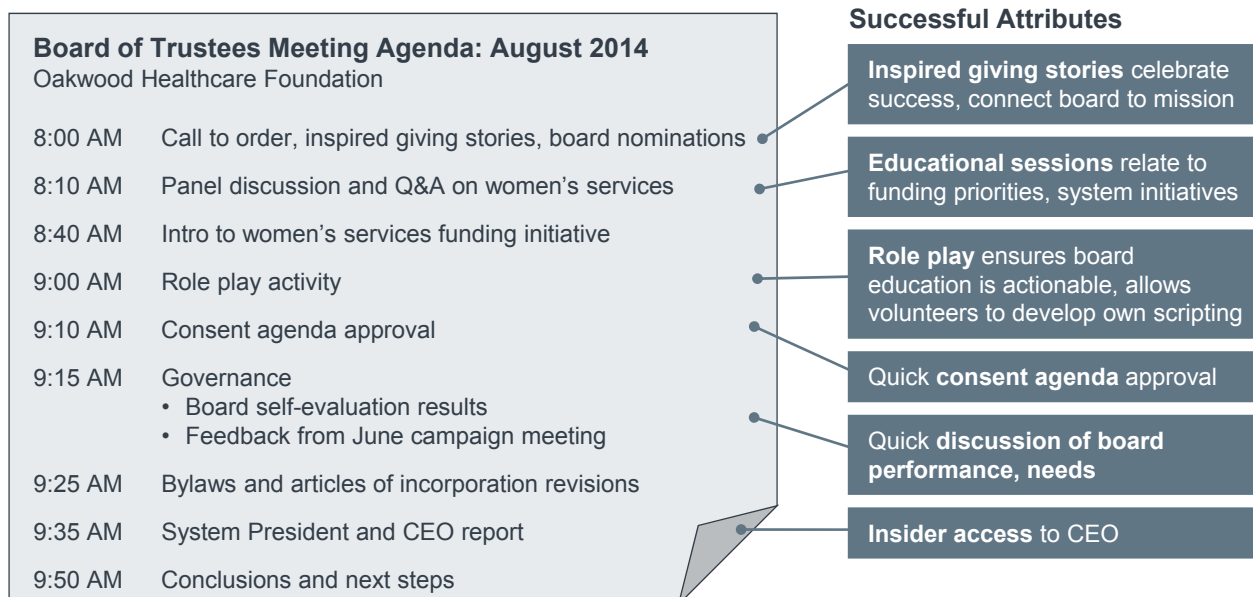 Board of Trustees Meeting Agenda: August 2014
Oakwood Healthcare Foundation
8:00 AM Call to order, inspired giving stories, board nominations
8:10 AM Panel discussion and Q&A on women's services
8:40 AM Intro to women's services funding initiative
9:00 AM Role play activity
9:10 AM Consent agenda approval
9:15 AM Governance
• Board self-evaluation results
• Feedback from June campaign meeting
9:25 AM Bylaws and articles of incorporation revisions
9:35 AM System President and CEO report
9:50 AM Conclusions and next steps
Successful Attributes
Inspired giving stories celebrate
success, connect board to mission
Educational sessions relate to
funding priorities, system initiatives
Role play ensures board
education is actionable, allows
volunteers to develop own scripting
Quick consent agenda approval
Quick discussion of board
performance, needs
Insider access to CEO